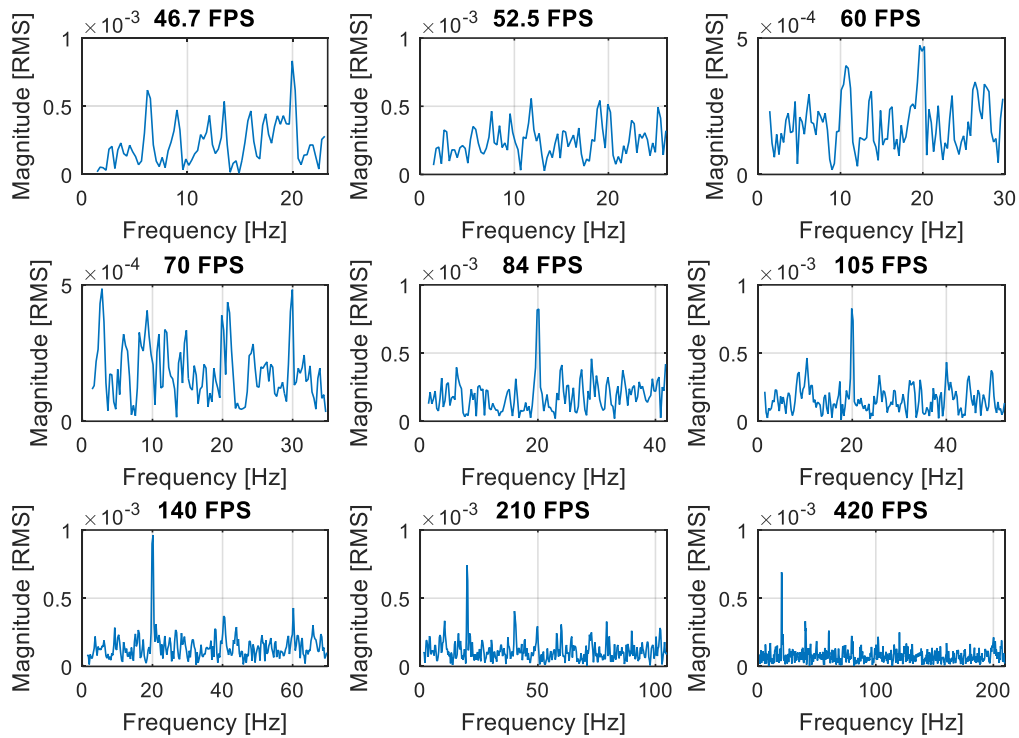 ×10-3 46.7 FPS
Magnitude [RMS]
1
0.5
0
0 10 20
Frequency [Hz]
×10-3 52.5 FPS
Magnitude [RMS]
1
0.5
0
0 10 20
Frequency [Hz]
×10-4 60 FPS
Magnitude [RMS]
5
0
0 10 20 30
Frequency [Hz]
×10-4 70 FPS
Magnitude [RMS]
5
0
0 10 20 30
Frequency [Hz]
×10-3 84 FPS
Magnitude [RMS]
1
0.5
0
0 20 40
Frequency [Hz]
×10-3 105 FPS
Magnitude [RMS]
1
0.5
0
0 20 40
Frequency [Hz]
×10-3 140 FPS
Magnitude [RMS]
1
0.5
0
0 20 40 60
Frequency [Hz]
×10-3 210 FPS
Magnitude [RMS]
1
0.5
0
0 50 100
Frequency [Hz]
×10-3 420 FPS
Magnitude [RMS]
1
0.5
0
0 100 200
Frequency [Hz]